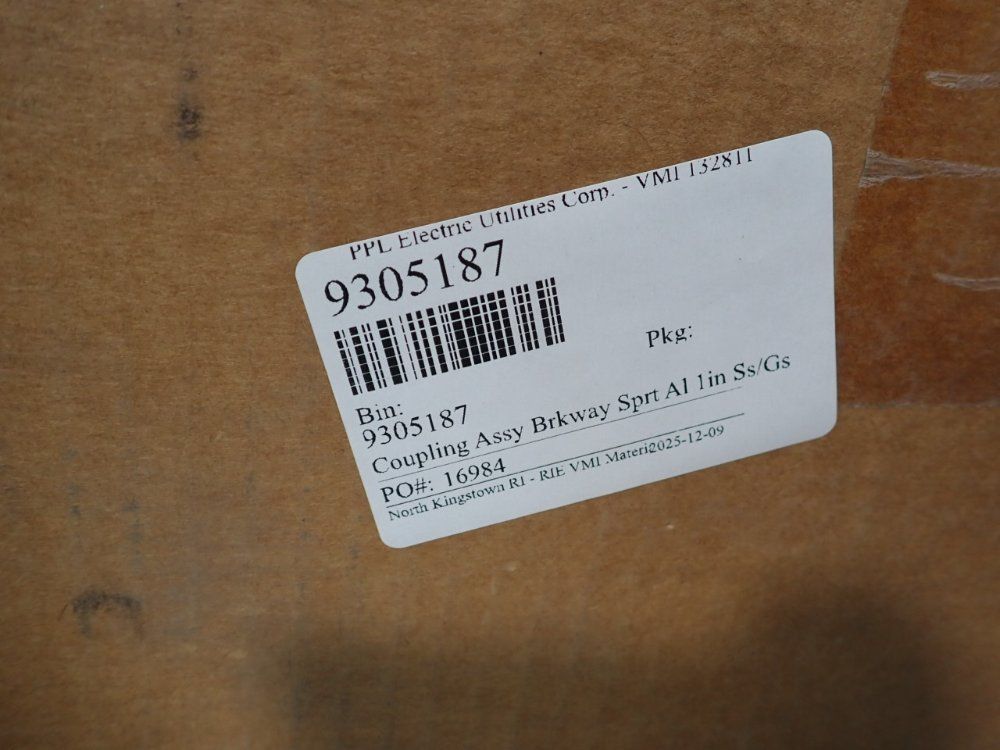 PPL Electric Utilities Corp. - VMI 132811
9305187
Pkg:
Bin:
9305187
Coupling Assy Brkway Sprt Al 1in Ss/Gs
PO#: 16984
North Kingstown RI - RIE VMI Materi2025-12-09